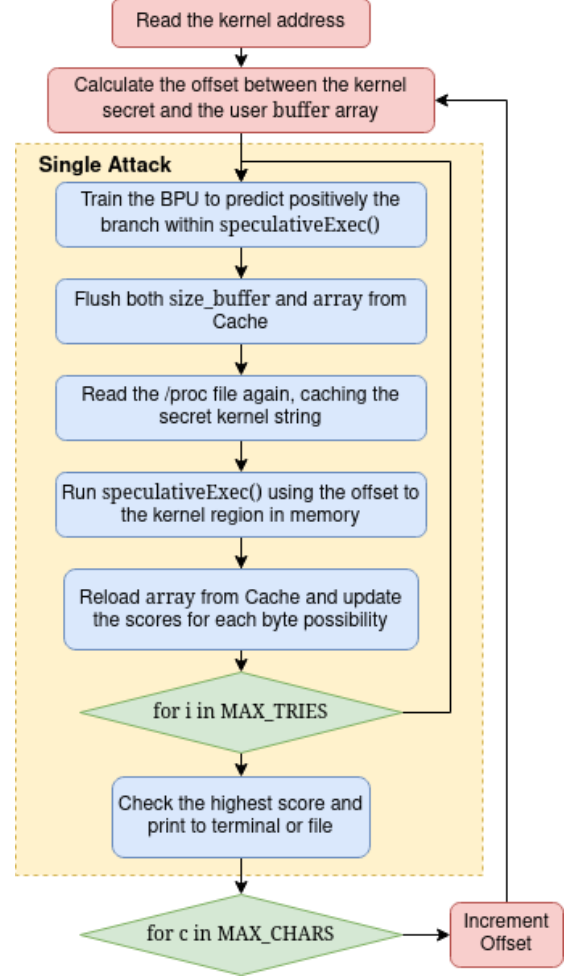 Read the kernel address
Calculate the offset between the kernel
secret and the user buffer array
Single Attack
Train the BPU to predict positively the
branch within speculativeExec()
Flush both size_buffer and array from
Cache
Read the /proc file again, caching the
secret kernel string
Run speculativeExec() using the offset to
the kernel region in memory
Reload array from Cache and update
the scores for each byte possibility
for i in MAX_TRIES
Check the highest score and
print to terminal or file
for c in MAX_CHARS
Increment
Offset